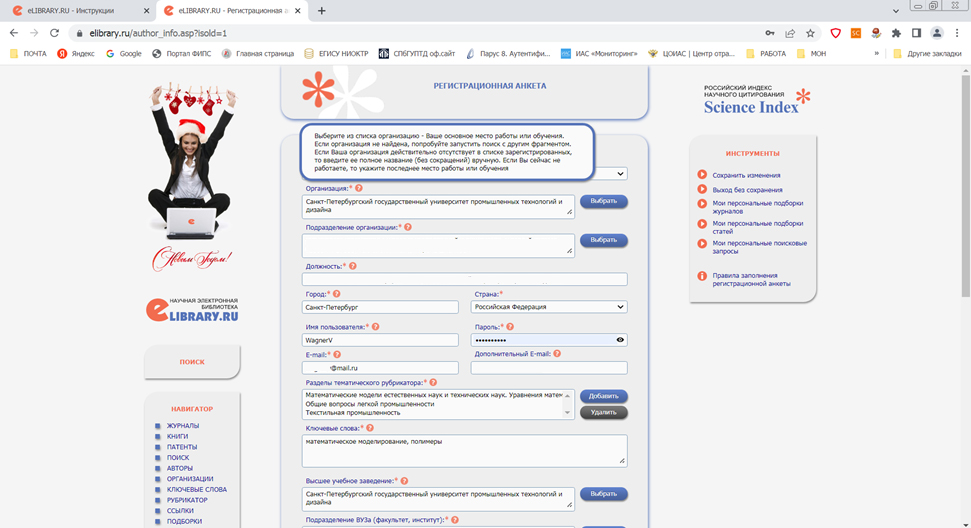 eLIBRARY.RU - Инструкции
eLIBRARY.RU - Регистрационная а
elibrary.ru/author_info.asp?isold=1
ПОЧТА
Яндекс
Google
Портал ФИПС
Главная страница
ЕГИСУ НИОКТР
СПБГУПТД оф.сайт
Парус 8. Аутентифи...
ИАС «Мониторинг»
ЦОИАС | Центр отра...
РАБОТА
МОН
»
Другие закладки
С Новым Годом!
НАУЧНАЯ ЭЛЕКТРОННАЯ
БИБЛИОТЕКА
eLIBRARY.RU
ПОИСК
НАВИГАТОР
ЖУРНАЛЫ
КНИГИ
ПАТЕНТЫ
ПОИСК
АВТОРЫ
ОРГАНИЗАЦИИ
КЛЮЧЕВЫЕ СЛОВА
РУБРИКАТОР
ССЫЛКИ
ПОДБОРКИ
РЕГИСТРАЦИОННАЯ АНКЕТА
Выберите из списка организацию - Ваше основное место работы или обучения.
Если организация не найдена, попробуйте запустить поиск с другим фрагментом.
Если Ваша организация действительно отсутствует в списке зарегистрированных,
то введите ее полное название (без сокращений) вручную. Если Вы сейчас не
работаете, то укажите последнее место работы или обучения
Организация:* ?
Санкт-Петербургский государственный университет промышленных технологий и
дизайна
Выбрать
Подразделение организации:* ?
Выбрать
Должность:* ?
Город:* ?
Страна:*
Санкт-Петербург
Российская Федерация
Имя пользователя:* ?
Пароль:* ?
WagnerV
••••••••••
E-mail:* ?
Дополнительный E-mail: ?
@mail.ru
Разделы тематического рубрикатора:* ?
Математические модели естественных наук и технических наук. Уравнения матем
Общие вопросы легкой промышленности
Текстильная промышленность
Добавить
Удалить
Ключевые слова:* ?
математическое моделирование, полимеры
Высшее учебное заведение:* ?
Санкт-Петербургский государственный университет промышленных технологий и
дизайна
Выбрать
Подразделение ВУЗа (факультет, институт):* ?
РОССИЙСКИЙ ИНДЕКС
НАУЧНОГО ЦИТИРОВАНИЯ
Science Index
ИНСТРУМЕНТЫ
Сохранить изменения
Выход без сохранения
Мои персональные подборки
журналов
Мои персональные подборки
статей
Мои персональные поисковые
запросы
Правила заполнения
регистрационной анкеты